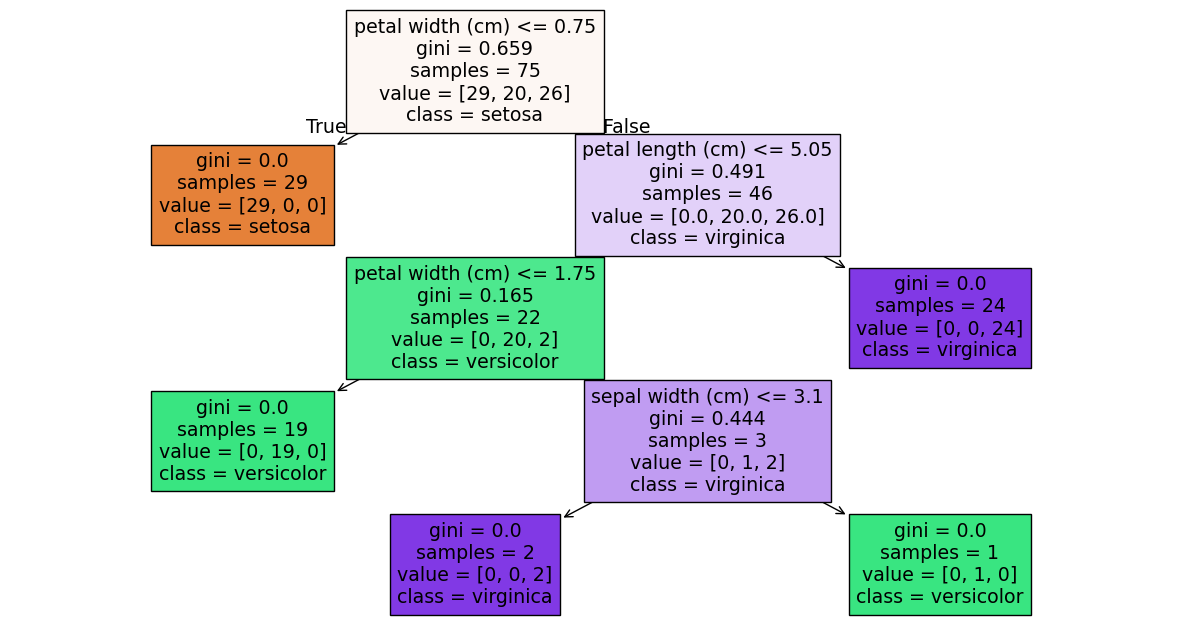 petal width (cm) <= 0.75
gini = 0.659
samples = 75
value = [29, 20, 26]
class = setosa
True
False
gini = 0.0
samples = 29
value = [29, 0, 0]
class = setosa
petal length (cm) <= 5.05
gini = 0.491
samples = 46
value = [0.0, 20.0, 26.0]
class = virginica
petal width (cm) <= 1.75
gini = 0.165
samples = 22
value = [0, 20, 2]
class = versicolor
gini = 0.0
samples = 24
value = [0, 0, 24]
class = virginica
gini = 0.0
samples = 19
value = [0, 19, 0]
class = versicolor
sepal width (cm) <= 3.1
gini = 0.444
samples = 3
value = [0, 1, 2]
class = virginica
gini = 0.0
samples = 2
value = [0, 0, 2]
class = virginica
gini = 0.0
samples = 1
value = [0, 1, 0]
class = versicolor